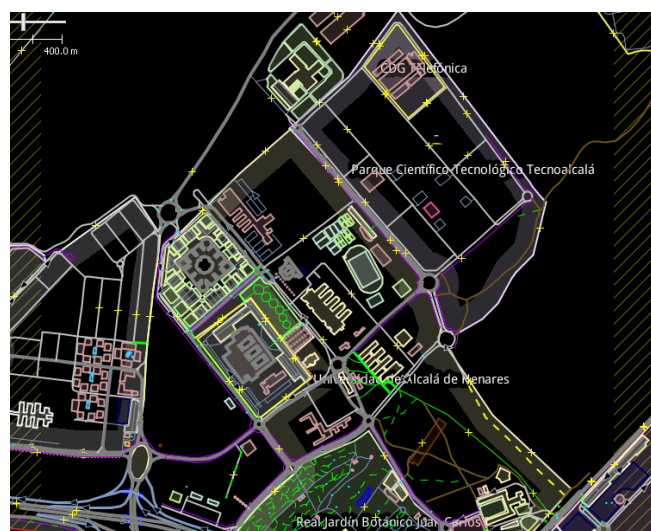 400.0 m
CDG Telefónica
Parque Científico-Tecnológico Tecnoalcalá
Universidad de Alcalá de Henares
Real Jardín Botánico Juan Carlos